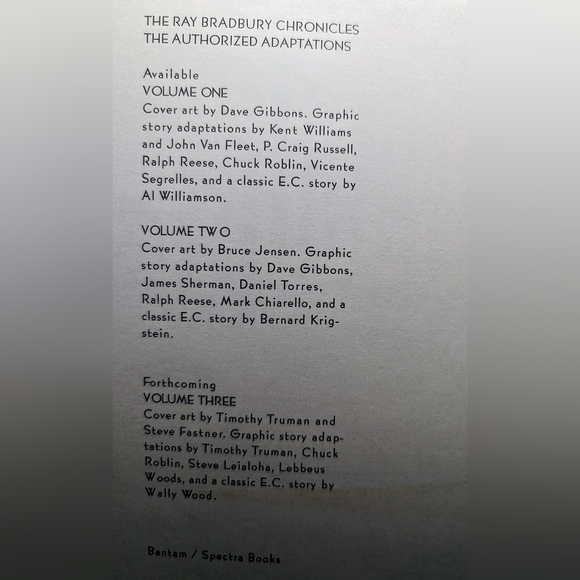 THE RAY BRADBURY CHRONICLES
THE AUTHORIZED ADAPTATIONS
Available
VOLUME ONE
Cover art by Dave Gibbons. Graphic
story adaptations by Kent Williams
and John Van Fleet, P. Craig Russell,
Ralph Reese, Chuck Roblin, Vicente
Segrelles, and a classic E.C. story by
Al Williamson.
VOLUME TWO
Cover art by Bruce Jensen. Graphic
story adaptations by Dave Gibbons,
James Sherman, Daniel Torres,
Ralph Reese, Mark Chiarello, and a
classic E.C. story by Bernard Krig-
stein.
Forthcoming
VOLUME THREE
Cover art by Timothy Truman and
Steve Fastner. Graphic story adap-
tations by Timothy Truman, Chuck
Roblin, Steve Leialoha, Lebbeus
Woods, and a classic E.C. story by
Wally Wood.
Bantam / Spectra Books